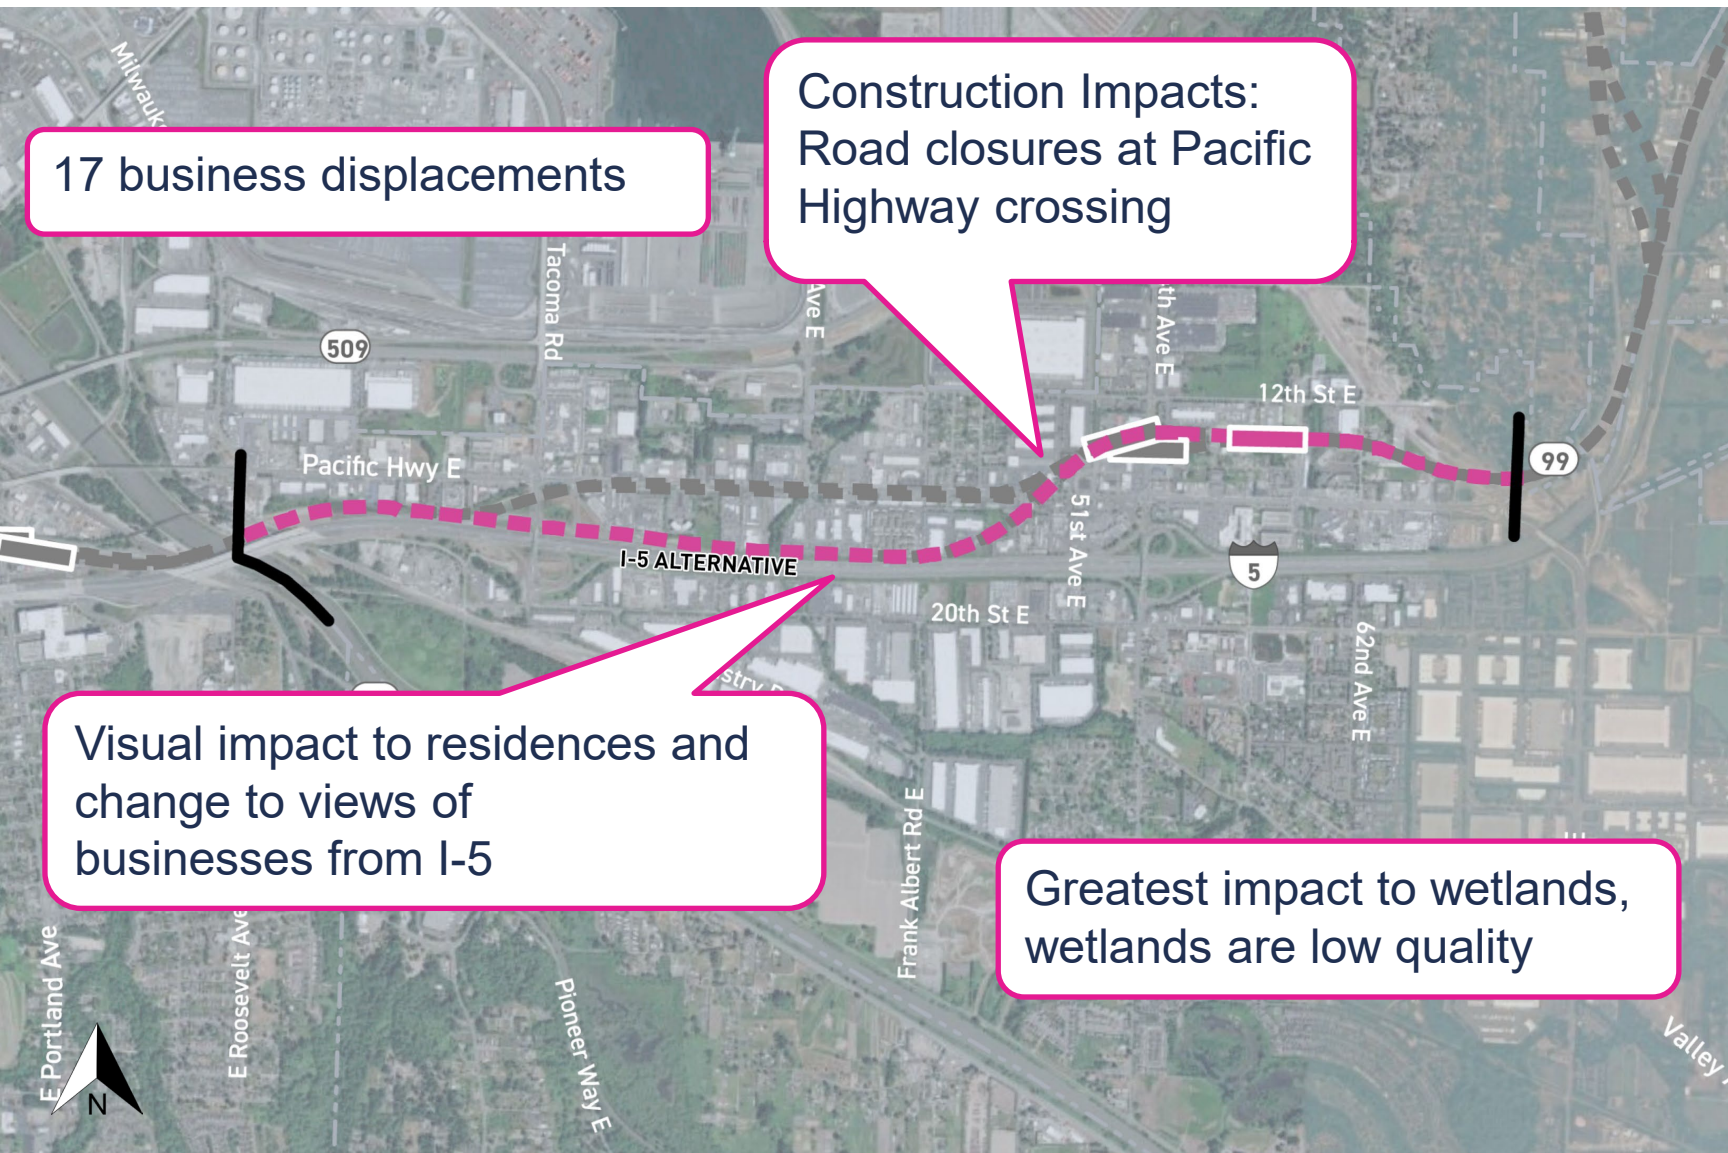 Construction Impacts:
Road closures at Pacific
Highway crossing
17 business displacements
Tacoma Rd
Ave E
Ave E
509
12th St E
Pacific Hwy E
99
51st Ave E
I-5 ALTERNATIVE
5
20th St E
62nd Ave E
Visual impact to residences and
change to views of
businesses from I-5
Frank Albert Rd E
Greatest impact to wetlands,
wetlands are low quality
E Portland Ave
E Roosevelt Ave
Pioneer Way E
Valley
N